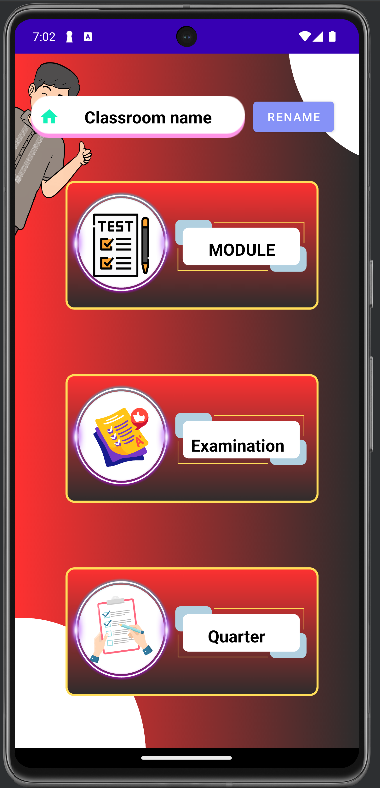 7:02 A
Classroom name
RENAME
TEST
MODULE
A
Examination
Quarter